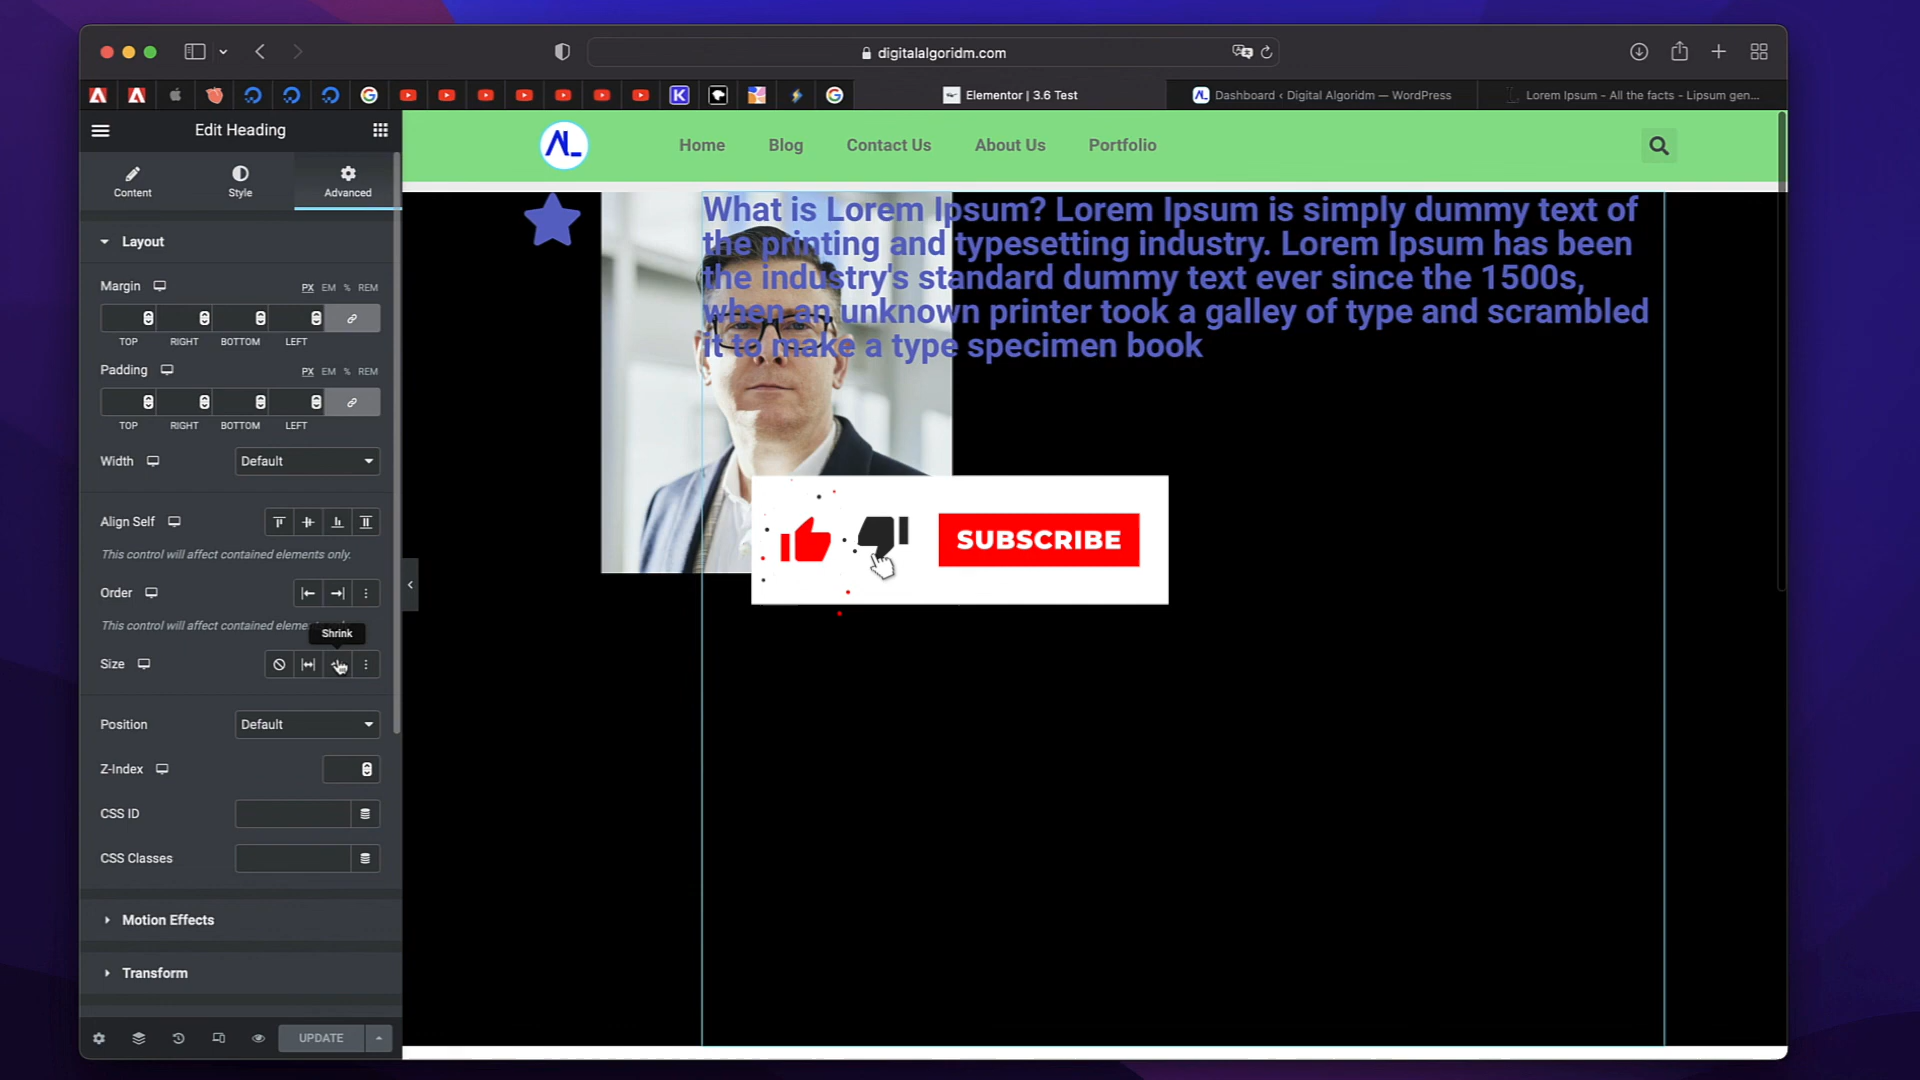 digitalalgoridm.com
Elementor | 3.6 Test
Dashboard ‹ Digital Algoridm — WordPress
Lorem Ipsum - All the facts - Lipsum gen...
Edit Heading
Content
Style
Advanced
Layout
Margin
PX EM % REM
TOP RIGHT BOTTOM LEFT
Padding
PX EM % REM
TOP RIGHT BOTTOM LEFT
Width
Default
Align Self
This control will affect contained elements only.
Order
This control will affect contained eleme
Shrink
Size
Position
Default
Z-Index
CSS ID
CSS Classes
Motion Effects
Transform
UPDATE
AL
Home
Blog
Contact Us
About Us
Portfolio
What is Lorem Ipsum? Lorem Ipsum is simply dummy text of
the printing and typesetting industry. Lorem Ipsum has been
the industry's standard dummy text ever since the 1500s,
when an unknown printer took a galley of type and scrambled
it to make a type specimen book
SUBSCRIBE